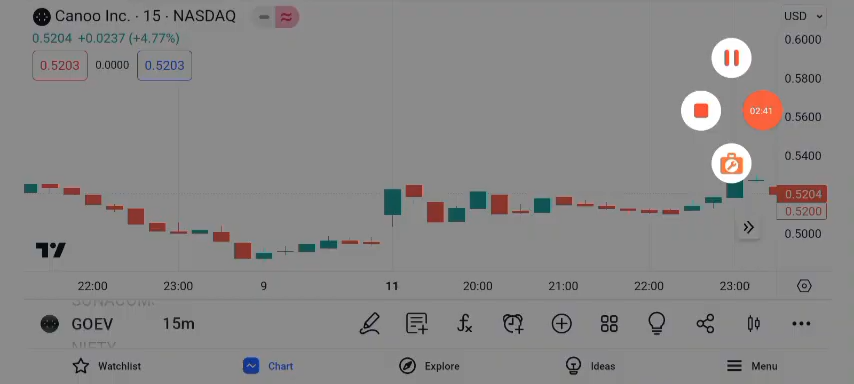 Canoo Inc. · 15 · NASDAQ
USD
0.5204 +0.0237 (+4.77%)
0.5203 0.0000 0.5203
0.6000
0.5800
0.5600
0.5400
0.5204
0.5200
0.5000
02:41
22:00 23:00 9 11 20:00 21:00 22:00 23:00
GOEV 15m
NIFTY
Watchlist Chart Explore Ideas Menu